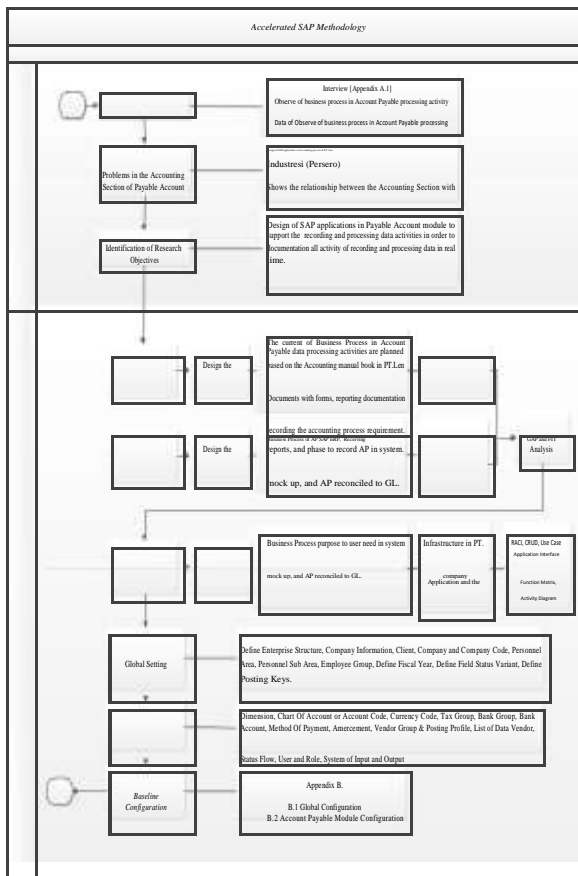 Accelerated SAP Methodology
Interview [Appendix A.1]
Observe of business process in Account Payable processing activity
Data of Observe of business process in Account Payable processing
Problems in the Accounting
Section of Payable Account
Industresi (Persero)
Shows the relationship between the Accounting Section with
Identification of Research
Objectives
Design of SAP applications in Payable Account module to
support the recording and processing data activities in order to
documentation all activity of recording and processing data in real
time.
Design the
The current of Business Process in Account
Payable data processing activities are planned
based on the Accounting manual book in PT.Len
Documents with forms, reporting documentation
recording the accounting process requirement.
Design the
Business Process of AP SAP ERP, Recording
reports, and phase to record AP in system.
mock up, and AP reconciled to GL.
GAP and FIT
Analysis
Business Process purpose to user need in system
mock up, and AP reconciled to GL.
Infrastructure in PT.
company
Application and the
RACI, CRUD, Use Case
Application interface
Function Matrix,
Activity Diagram
Global Setting
Define Enterprise Structure, Company Information, Client, Company and Company Code, Personnel
Area, Personnel Sub Area, Employee Group, Define Fiscal Year, Define Field Status Variant, Define
Posting Keys.
Dimension, Chart Of Account or Account Code, Currency Code, Tax Group, Bank Group, Bank
Account, Method Of Payment, Amercement, Vendor Group & Posting Profile, List of Data Vendor,
Status Flow, User and Role, System of Input and Output
Baseline
Configuration
Appendix B.
B.1 Global Configuration
B.2 Account Payable Module Configuration